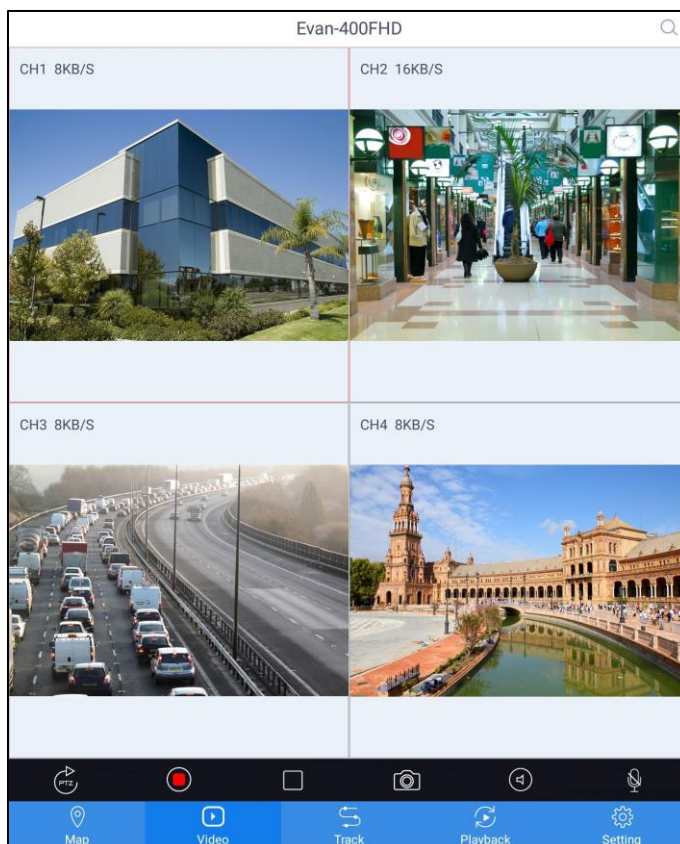 Evan-400FHD
CH1 8KB/S
CH2 16KB/S
CH3 8KB/S
CH4 8KB/S
PTZ
Map
Video
Track
Playback
Setting